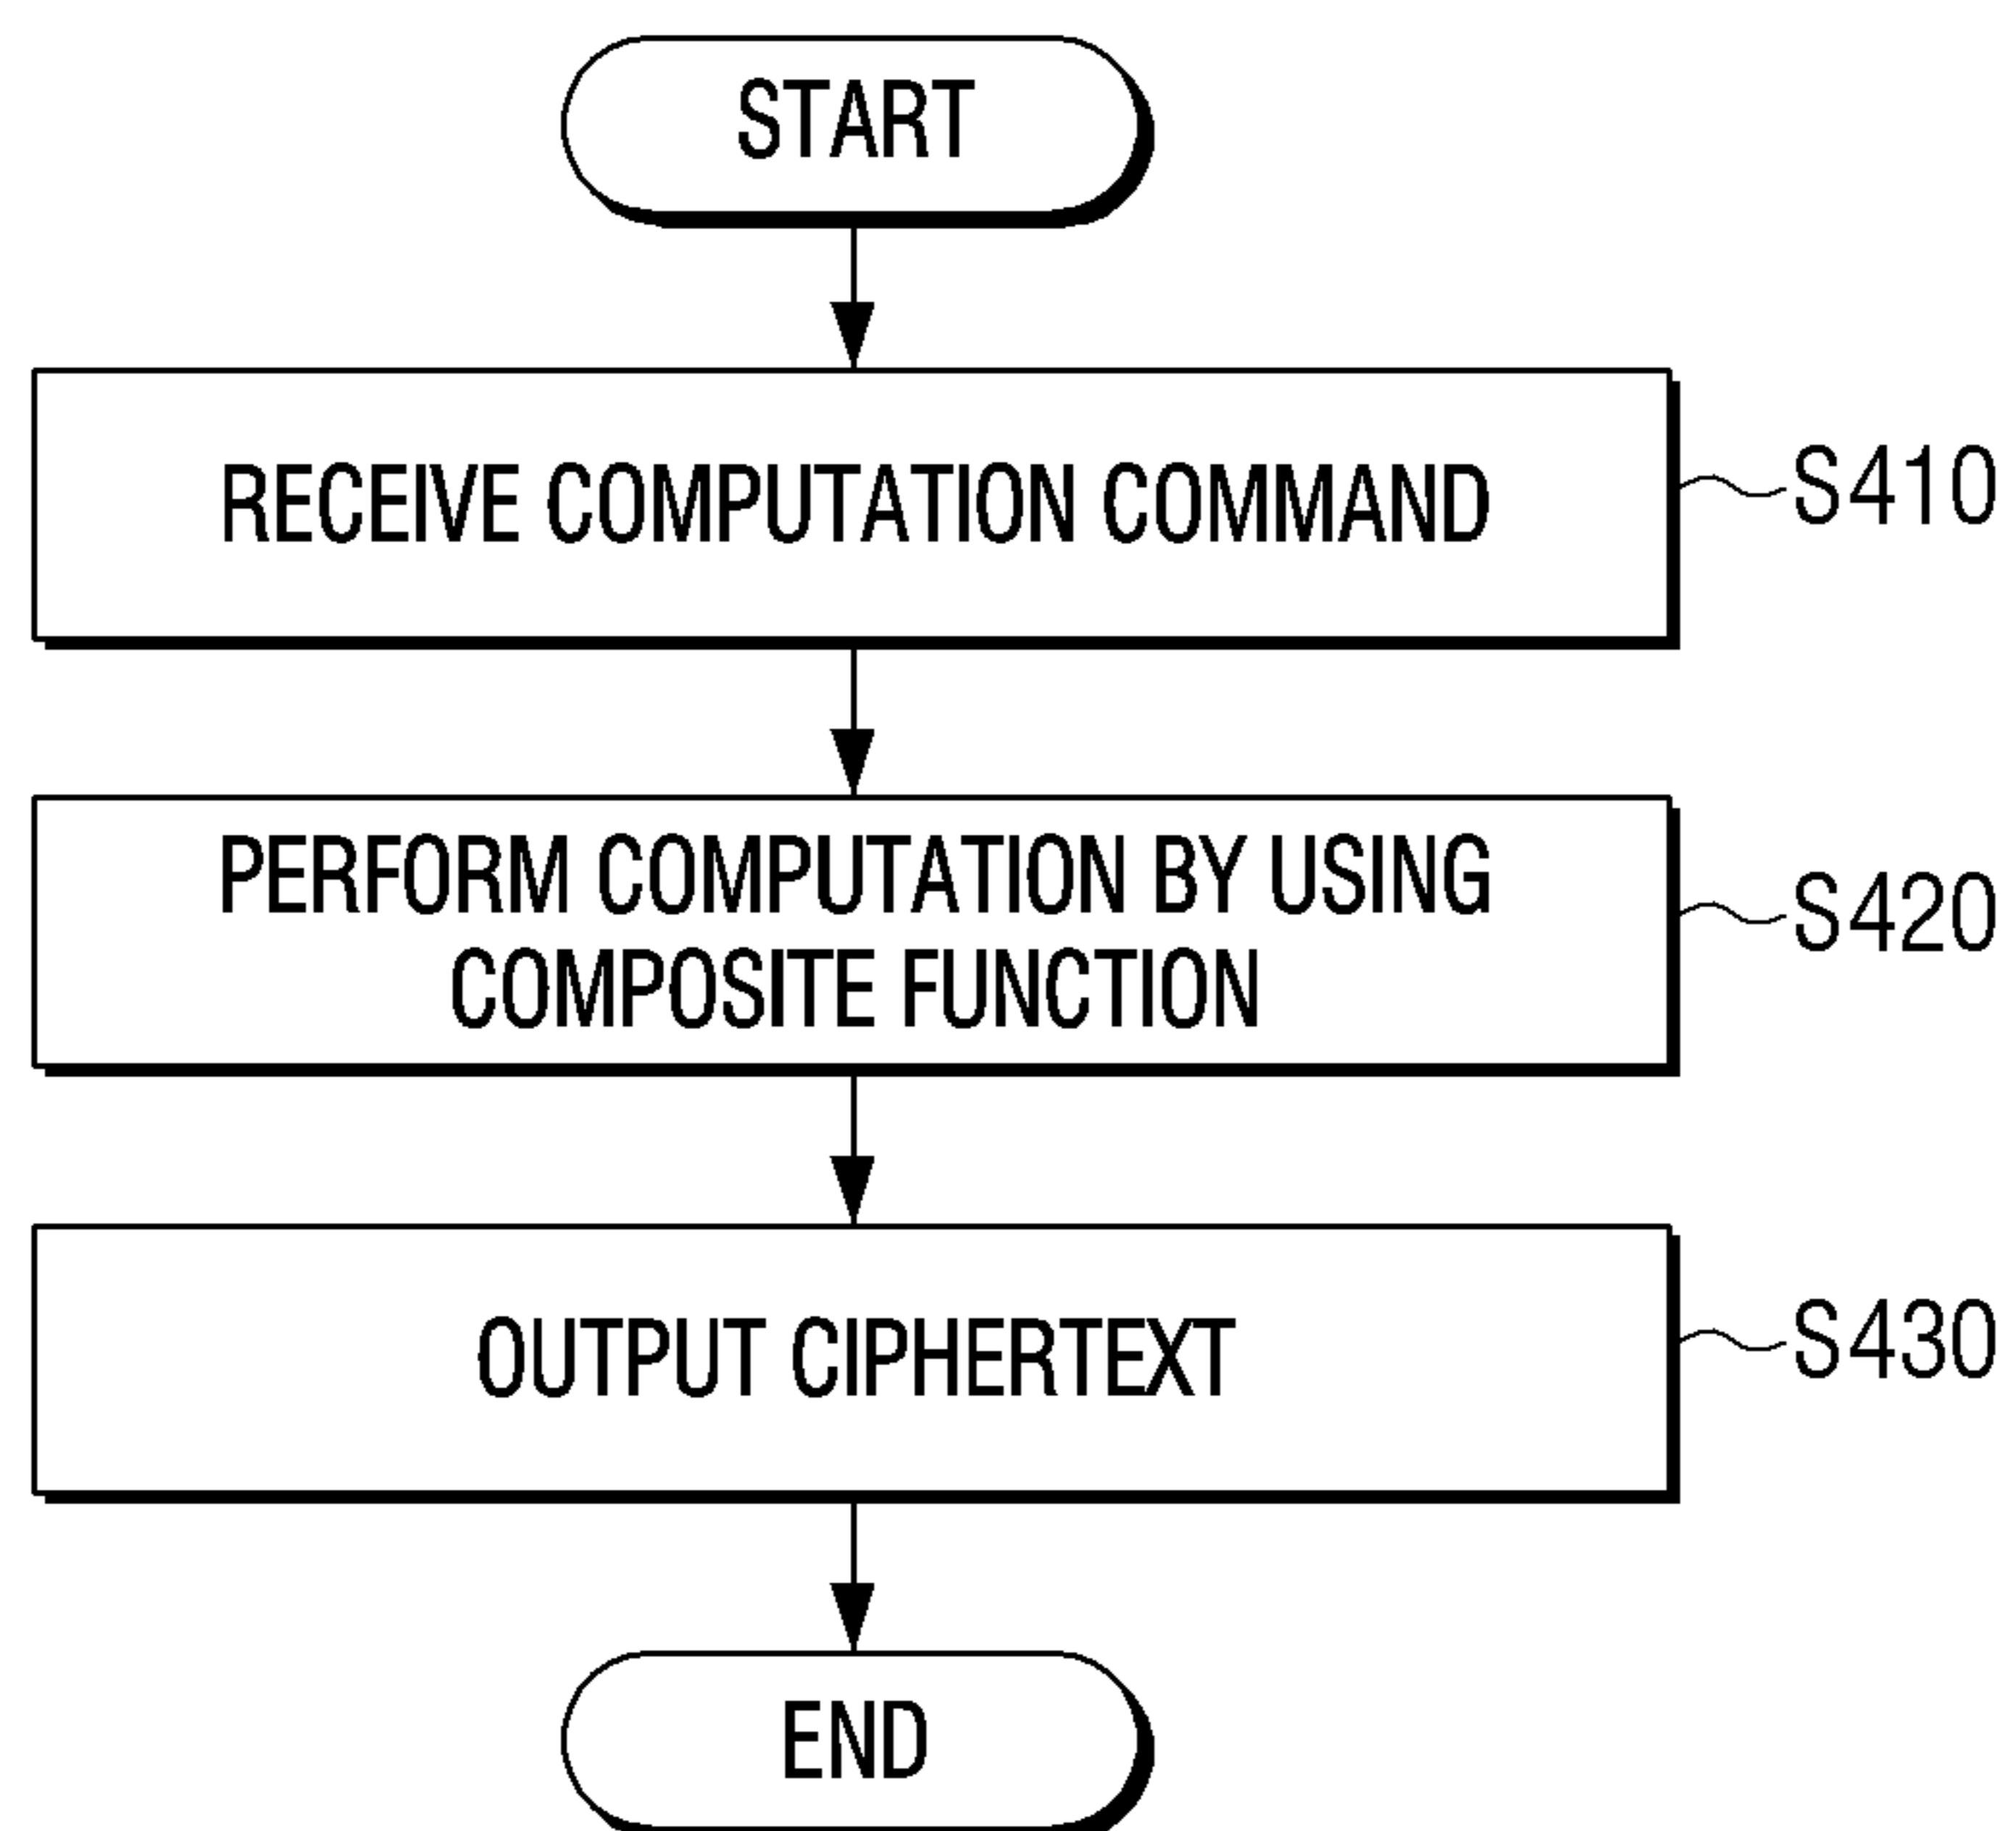 START
RECEIVE COMPUTATION COMMAND
S410
PERFORM COMPUTATION BY USING
COMPOSITE FUNCTION
S420
OUTPUT CIPHERTEXT
S430
END